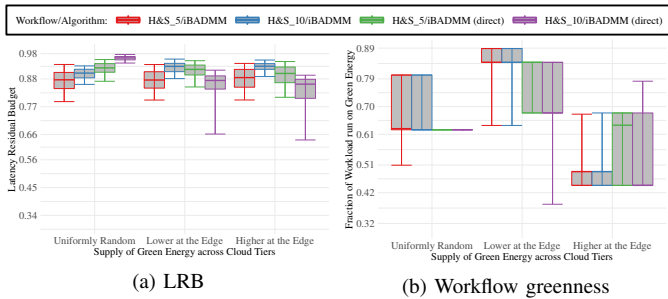 Workflow/Algorithm: H&S_5/iBADMM H&S_10/iBADMM H&S_5/iBADMM (direct) H&S_10/iBADMM (direct)
Latency Residual Budget
0.98
0.88
0.77
0.66
0.56
0.45
0.34
Uniformly Random Lower at the Edge Higher at the Edge
Supply of Green Energy across Cloud Tiers
(a) LRB
Fraction of Workload run on Green Energy
0.89
0.79
0.70
0.61
0.51
0.42
0.32
Uniformly Random Lower at the Edge Higher at the Edge
Supply of Green Energy across Cloud Tiers
(b) Workflow greenness